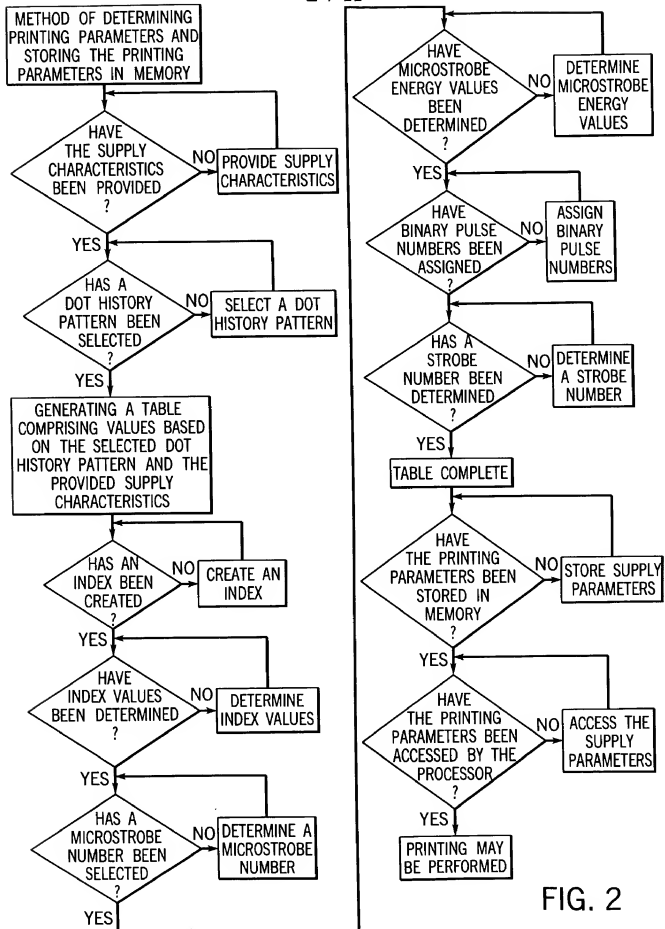 METHOD OF DETERMINING
PRINTING PARAMETERS AND
STORING THE PRINTING
PARAMETERS IN MEMORY
HAVE
THE SUPPLY
CHARACTERISTICS
BEEN PROVIDED
?
NO
PROVIDE SUPPLY
CHARACTERISTICS
YES
HAS A
DOT HISTORY
PATTERN BEEN
SELECTED
?
NO
SELECT A DOT
HISTORY PATTERN
YES
GENERATING A TABLE
COMPRISING VALUES BASED
ON THE SELECTED DOT
HISTORY PATTERN AND THE
PROVIDED SUPPLY
CHARACTERISTICS
HAS AN
INDEX BEEN
CREATED
?
NO
CREATE AN
INDEX
YES
HAVE
INDEX VALUES
BEEN DETERMINED
?
NO
DETERMINE
INDEX VALUES
YES
HAS A
MICROSTROBE
NUMBER BEEN
SELECTED
?
NO
DETERMINE A
MICROSTROBE
NUMBER
YES
HAVE
MICROSTROBE
ENERGY VALUES
BEEN
DETERMINED
?
NO
DETERMINE
MICROSTROBE
ENERGY
VALUES
YES
HAVE
BINARY PULSE
NUMBERS BEEN
ASSIGNED
?
NO
ASSIGN
BINARY
PULSE
NUMBERS
YES
HAS A
STROBE
NUMBER BEEN
DETERMINED
?
NO
DETERMINE
A STROBE
NUMBER
YES
TABLE COMPLETE
HAVE
THE PRINTING
PARAMETERS BEEN
STORED IN
MEMORY
?
NO
STORE SUPPLY
PARAMETERS
YES
HAVE
THE PRINTING
PARAMETERS BEEN
ACCESSED BY THE
PROCESSOR
?
NO
ACCESS THE
SUPPLY
PARAMETERS
YES
PRINTING MAY
BE PERFORMED
FIG. 2